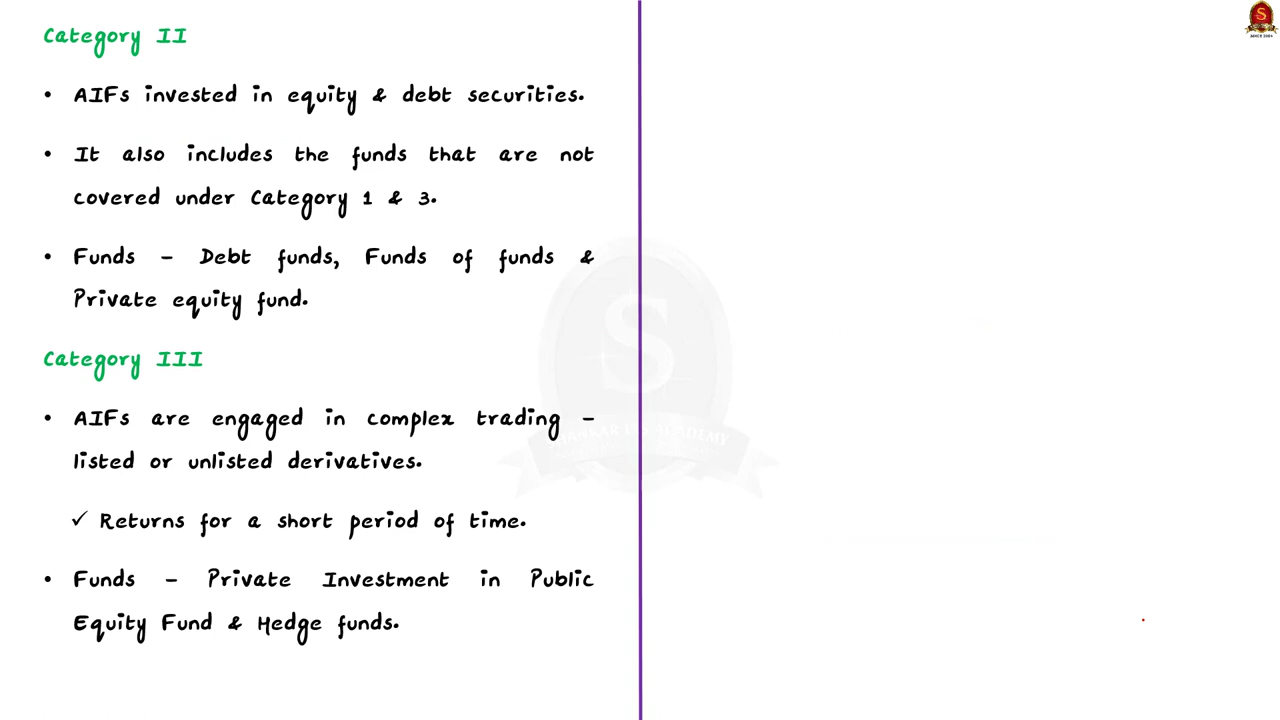 Category II
• AIFs invested in equity & debt securities.
• It also includes the funds that are not
covered under Category 1 & 3.
• Funds - Debt funds, Funds of funds &
Private equity fund.
Category III
• AIFs are engaged in complex trading -
listed or unlisted derivatives.
✓ Returns for a short period of time.
• Funds - Private Investment in Public
Equity Fund & Hedge funds.
S
SINCE 2004
S